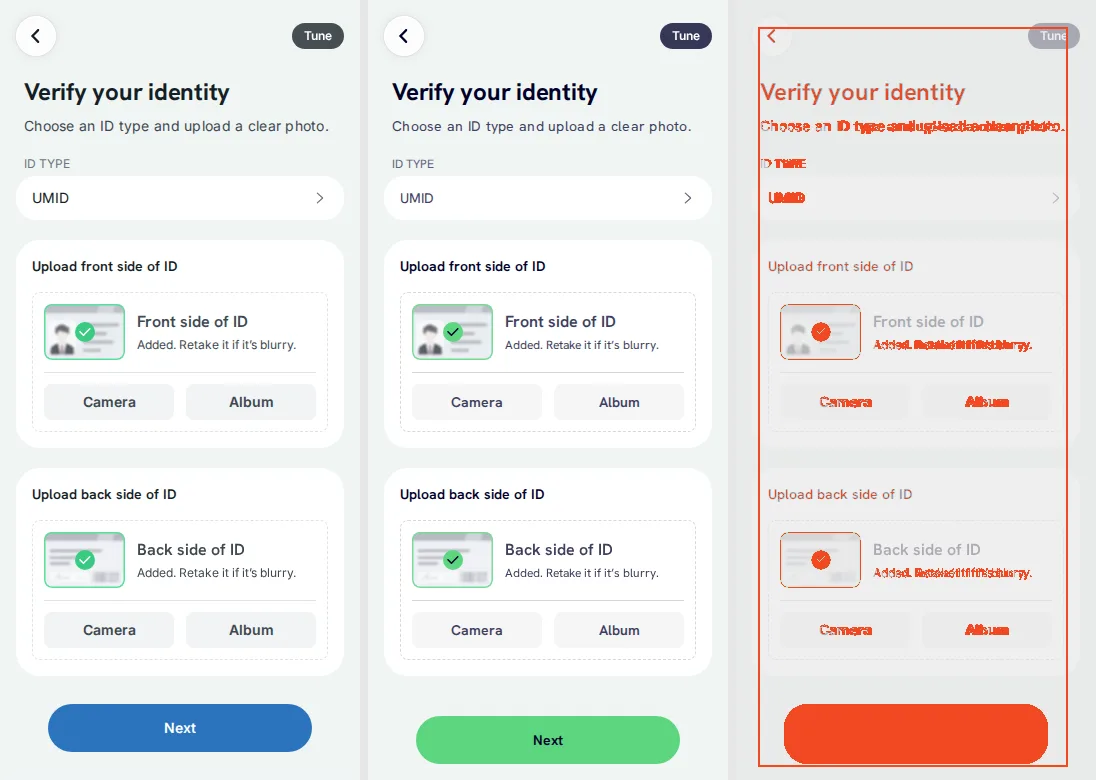 Tune
Verify your identity
Choose an ID type and upload a clear photo.
ID TYPE
UMID
Upload front side of ID
Front side of ID
Added. Retake it if it's blurry.
Camera Album
Upload back side of ID
Back side of ID
Added. Retake it if it's blurry.
Camera Album
Next
Tune
Verify your identity
Choose an ID type and upload a clear photo.
ID TYPE
UMID
Upload front side of ID
Front side of ID
Added. Retake it if it's blurry.
Camera Album
Upload back side of ID
Back side of ID
Added. Retake it if it's blurry.
Camera Album
Next
Tune
Verify your identity
Upload front side of ID
Front side of ID
Camera Album
Upload back side of ID
Back side of ID
Camera Album